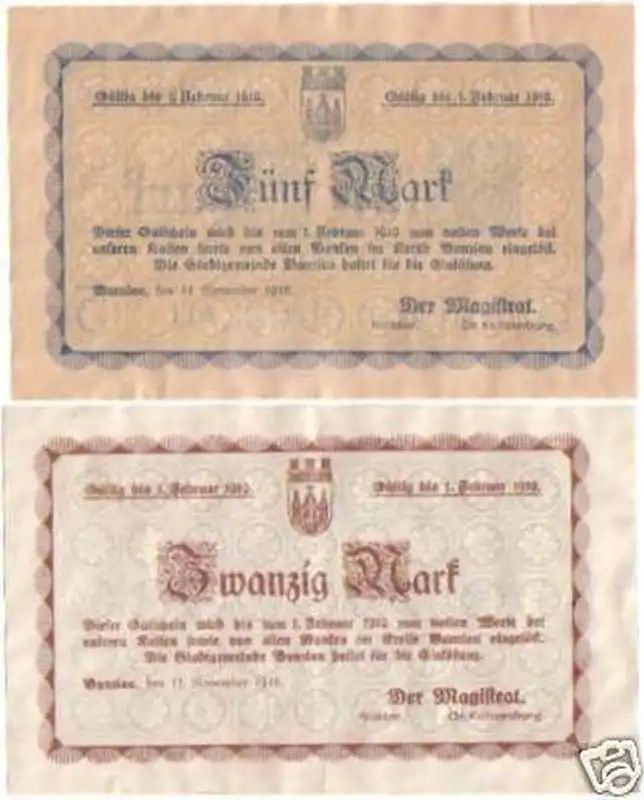 Gültig bis 1. Februar 1919. Gültig bis 1. Februar 1919.
Fünf Mark
Dieser Gutschein wird bis zum 1. Februar 1919 zum vollen Werte bei
unseren Kassen sowie von allen Banken im Kreise Bunzlau eingelöst.
Die Stadtgemeinde Bunzlau haftet für die Einlösung.
Bunzlau, den 11. November 1918.
Der Magistrat.
Richter.
Gültig bis 1. Februar 1919. Gültig bis 1. Februar 1919.
Zwanzig Mark
Dieser Gutschein wird bis zum 1. Februar 1919 zum vollen Werte bei
unseren Kassen sowie von allen Banken im Kreise Bunzlau eingelöst.
Die Stadtgemeinde Bunzlau haftet für die Einlösung.
Bunzlau, den 11. November 1918.
Der Magistrat.
Richter.